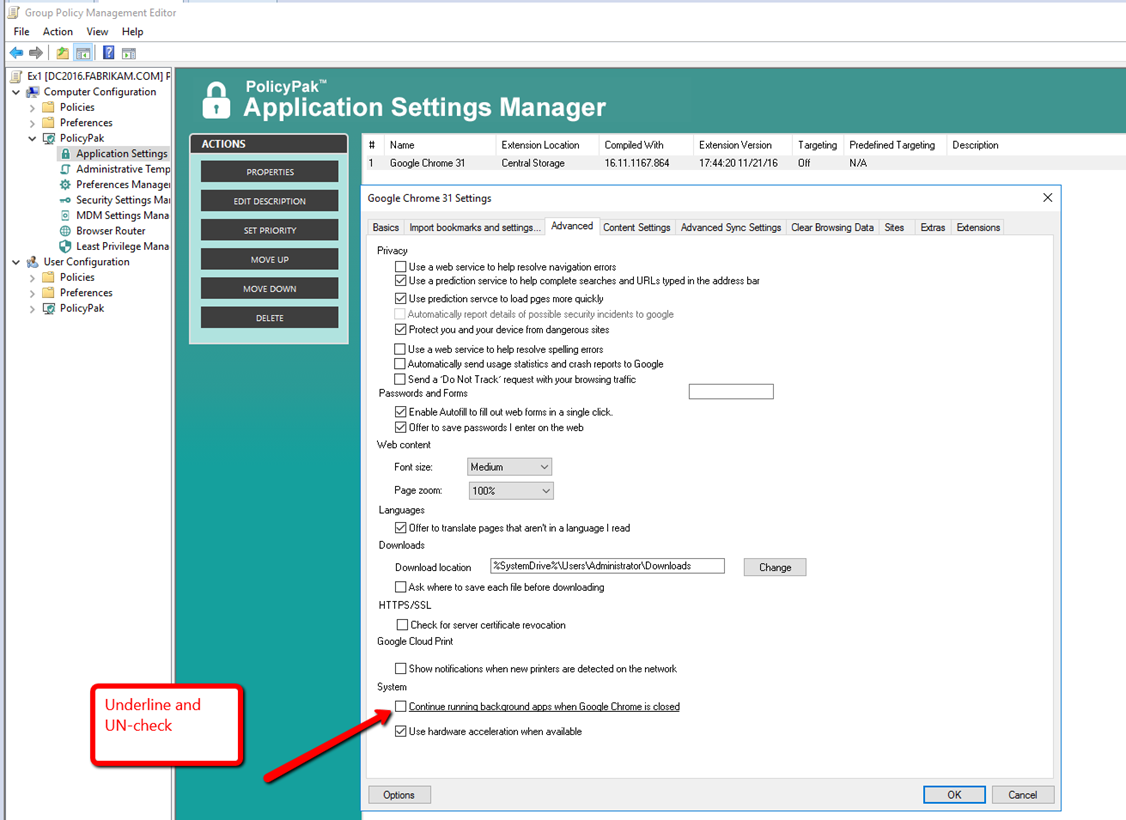 Group Policy Management Editor
File Action View Help
Ex1 [DC2016.FABRIKAM.COM] F
Computer Configuration
Policies
Preferences
PolicyPak
Application Settings
Administrative Temp
Preferences Manager
Security Settings Mar
MDM Settings Mana
Browser Router
Least Privilege Mana
User Configuration
Policies
Preferences
PolicyPak
PolicyPak™
Application Settings Manager
ACTIONS
PROPERTIES
EDIT DESCRIPTION
SET PRIORITY
MOVE UP
MOVE DOWN
DELETE
# Name Extension Location Compiled With Extension Version Targeting Predefined Targeting Description
1 Google Chrome 31 Central Storage 16.11.1167.864 17:44:20 11/21/16 Off N/A
Google Chrome 31 Settings
Basics Import bookmarks and settings... Advanced Content Settings Advanced Sync Settings Clear Browsing Data Sites Extras Extensions
Privacy
Use a web service to help resolve navigation errors
Use a prediction service to help complete searches and URLs typed in the address bar
Use prediction servce to load pges more quickly
Automatically report details of possible security incidents to google
Protect you and your device from dangerous sites
Use a web service to help resolve spelling errors
Automatically send usage statistics and crash reports to Google
Send a 'Do Not Track' request with your browsing traffic
Passwords and Forms
Enable Autofill to fill out web forms in a single click.
Offer to save passwords I enter on the web
Web content
Font size: Medium
Page zoom: 100%
Languages
Offer to translate pages that aren't in a language I read
Downloads
Download location %SystemDrive%\Users\Administrator\Downloads Change
Ask where to save each file before downloading
HTTPS/SSL
Check for server certificate revocation
Google Cloud Print
Show notifications when new printers are detected on the network
System
Continue running background apps when Google Chrome is closed
Use hardware acceleration when available
Options OK Cancel
Underline and
UN-check